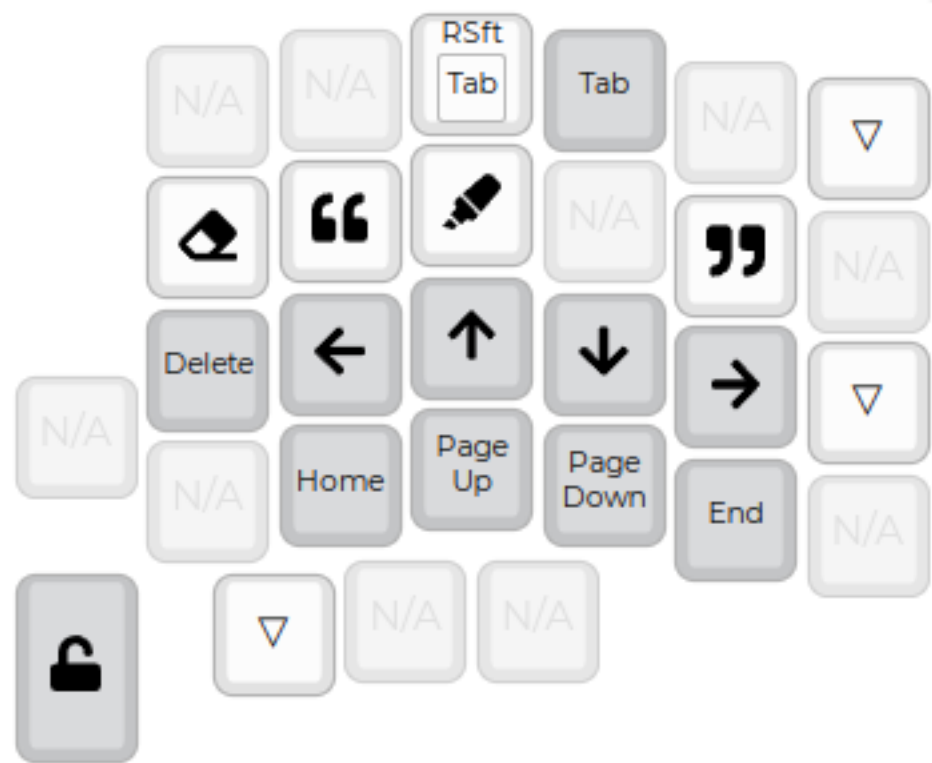 N/A
N/A
RSft
Tab
Tab
N/A
▽
“
N/A
”
N/A
Delete
←
↑
↓
→
▽
N/A
N/A
Home
Page
Up
Page
Down
End
N/A
▽
N/A
N/A